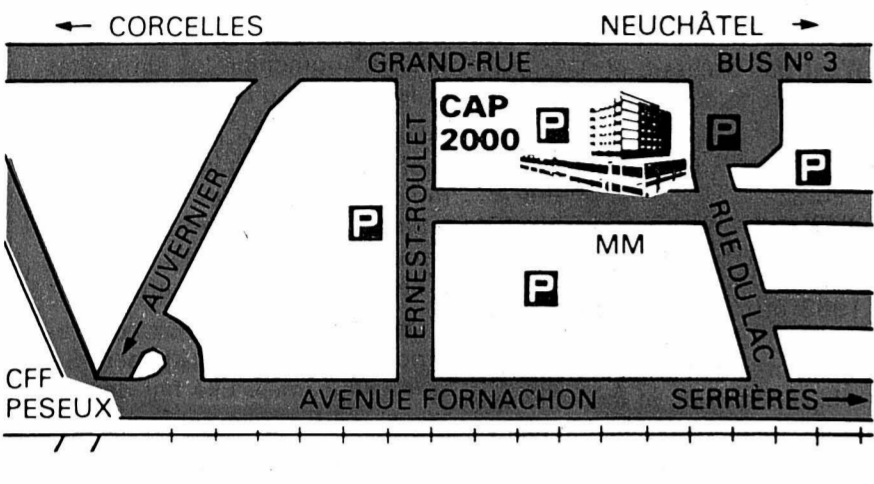 ← CORCELLES
NEUCHÂTEL →
GRAND-RUE
BUS Nº 3
CAP
2000
P
P
P
P
P
AUVERNIER
ERNEST-ROULET
RUE DU LAC
MM
CFF
PESEUX
AVENUE FORNACHON
SERRIÈRES →